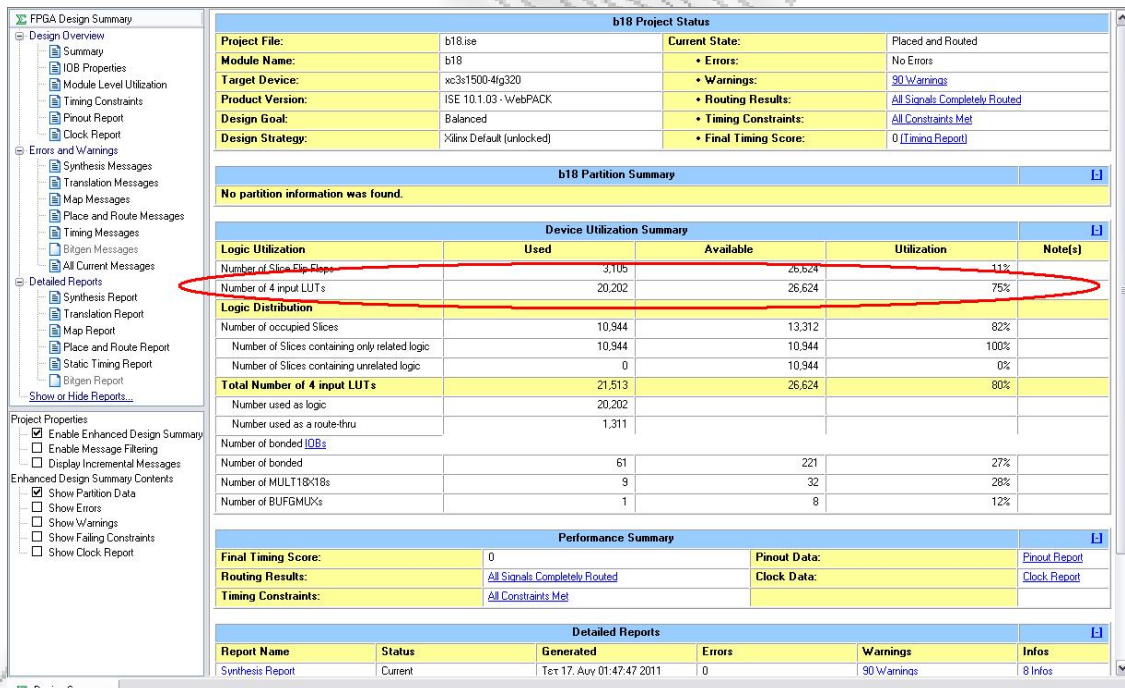 FPGA Design Summary
Design Overview
Summary
IOB Properties
Module Level Utilization
Timing Constraints
Pinout Report
Clock Report
Errors and Warnings
Synthesis Messages
Translation Messages
Map Messages
Place and Route Messages
Timing Messages
Bitgen Messages
All Current Messages
Detailed Reports
Synthesis Report
Translation Report
Map Report
Place and Route Report
Static Timing Report
Bitgen Report
Show or Hide Reports...
Project Properties
Enable Enhanced Design Summary
Enable Message Filtering
Display Incremental Messages
Enhanced Design Summary Contents
Show Partition Data
Show Errors
Show Warnings
Show Failing Constraints
Show Clock Report
b18 Project Status
Project File: b18.ise Current State: Placed and Routed
Module Name: b18 • Errors: No Errors
Target Device: xc3s1500-4fg320 • Warnings: 90 Warnings
Product Version: ISE 10.1.03 - WebPACK • Routing Results: All Signals Completely Routed
Design Goal: Balanced • Timing Constraints: All Constraints Met
Design Strategy: Xilinx Default (unlocked) • Final Timing Score: 0 (Timing Report)
b18 Partition Summary [-]
No partition information was found.
Device Utilization Summary [-]
Logic Utilization Used Available Utilization Note(s)
Number of Slice Flip Flops 3,105 26,624 11%
Number of 4 input LUTs 20,202 26,624 75%
Logic Distribution
Number of occupied Slices 10,944 13,312 82%
Number of Slices containing only related logic 10,944 10,944 100%
Number of Slices containing unrelated logic 0 10,944 0%
Total Number of 4 input LUTs 21,513 26,624 80%
Number used as logic 20,202
Number used as a route-thru 1,311
Number of bonded IOBs
Number of bonded 61 221 27%
Number of MULT18X18s 9 32 28%
Number of BUFGMUXs 1 8 12%
Performance Summary [-]
Final Timing Score: 0 Pinout Data: Pinout Report
Routing Results: All Signals Completely Routed Clock Data: Clock Report
Timing Constraints: All Constraints Met
Detailed Reports [-]
Report Name Status Generated Errors Warnings Infos
Synthesis Report Current Τετ 17. Αυγ 01:47:47 2011 0 90 Warnings 8 Infos